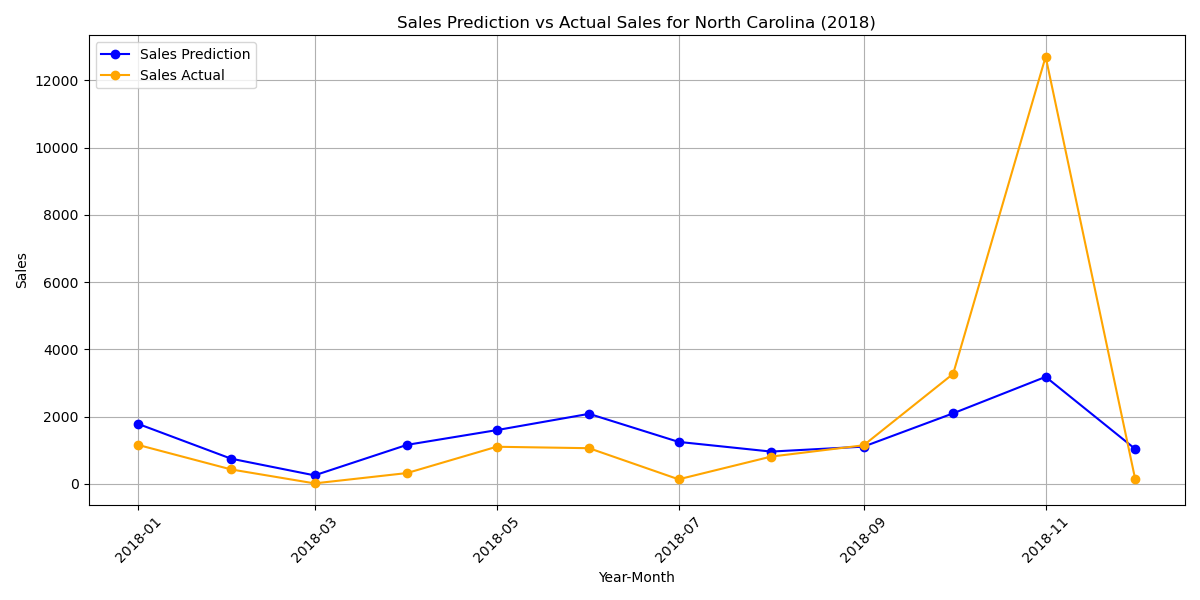 Sales Prediction vs Actual Sales for North Carolina (2018)
Sales Prediction
Sales Actual
12000
10000
8000
6000
4000
2000
0
Sales
2018-01
2018-03
2018-05
2018-07
2018-09
2018-11
Year-Month